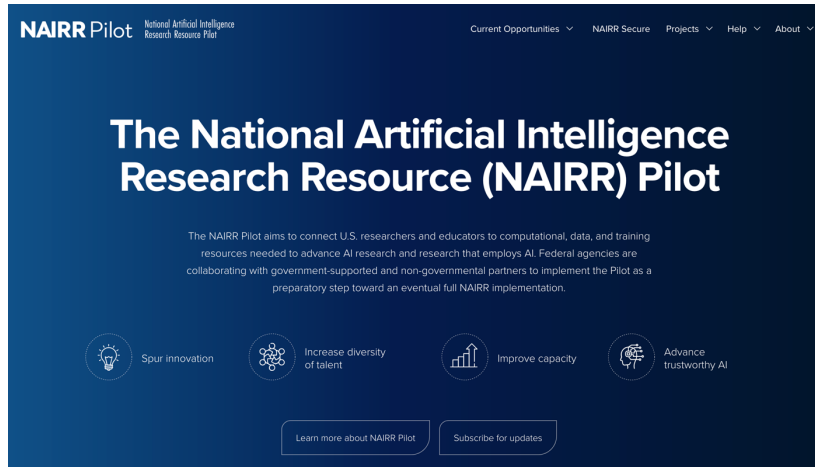 NAIRR Pilot
National Artificial Intelligence
Research Resource Pilot
Current Opportunities
NAIRR Secure
Projects
Help
About
The National Artificial Intelligence
Research Resource (NAIRR) Pilot
The NAIRR Pilot aims to connect U.S. researchers and educators to computational, data, and training
resources needed to advance AI research and research that employs AI. Federal agencies are
collaborating with government-supported and non-governmental partners to implement the Pilot as a
preparatory step toward an eventual full NAIRR implementation.
Spur innovation
Increase diversity
of talent
Improve capacity
Advance
trustworthy AI
Learn more about NAIRR Pilot
Subscribe for updates